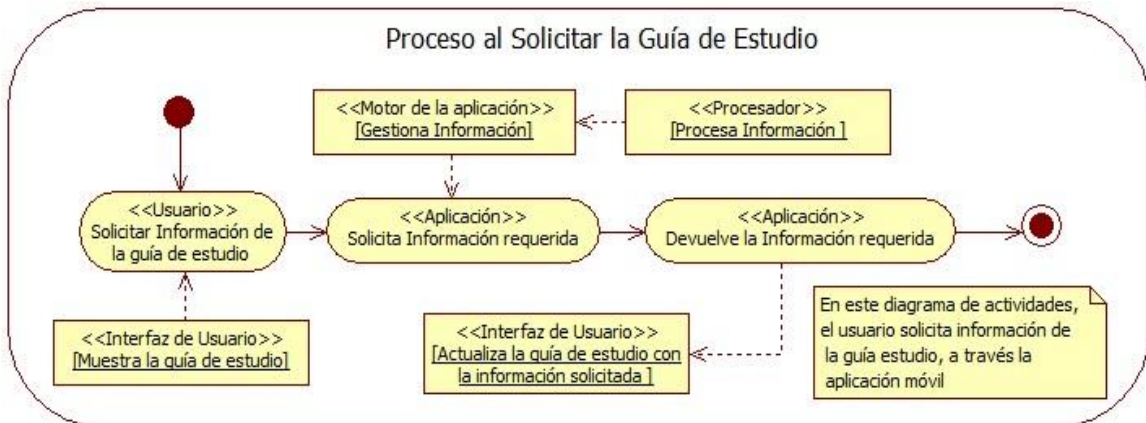 Proceso al Solicitar la Guía de Estudio
<<Motor de la aplicación>>
[Gestiona Información]
<<Procesador>>
[Procesa Información ]
<<Usuario>>
Solicitar Información de
la guía de estudio
<<Aplicación>>
Solicita Información requerida
<<Aplicación>>
Devuelve la Información requerida
<<Interfaz de Usuario>>
[Muestra la guía de estudio]
<<Interfaz de Usuario>>
[Actualiza la guía de estudio con
la información solicitada ]
En este diagrama de actividades,
el usuario solicita información de
la guía estudio, a través la
aplicación móvil